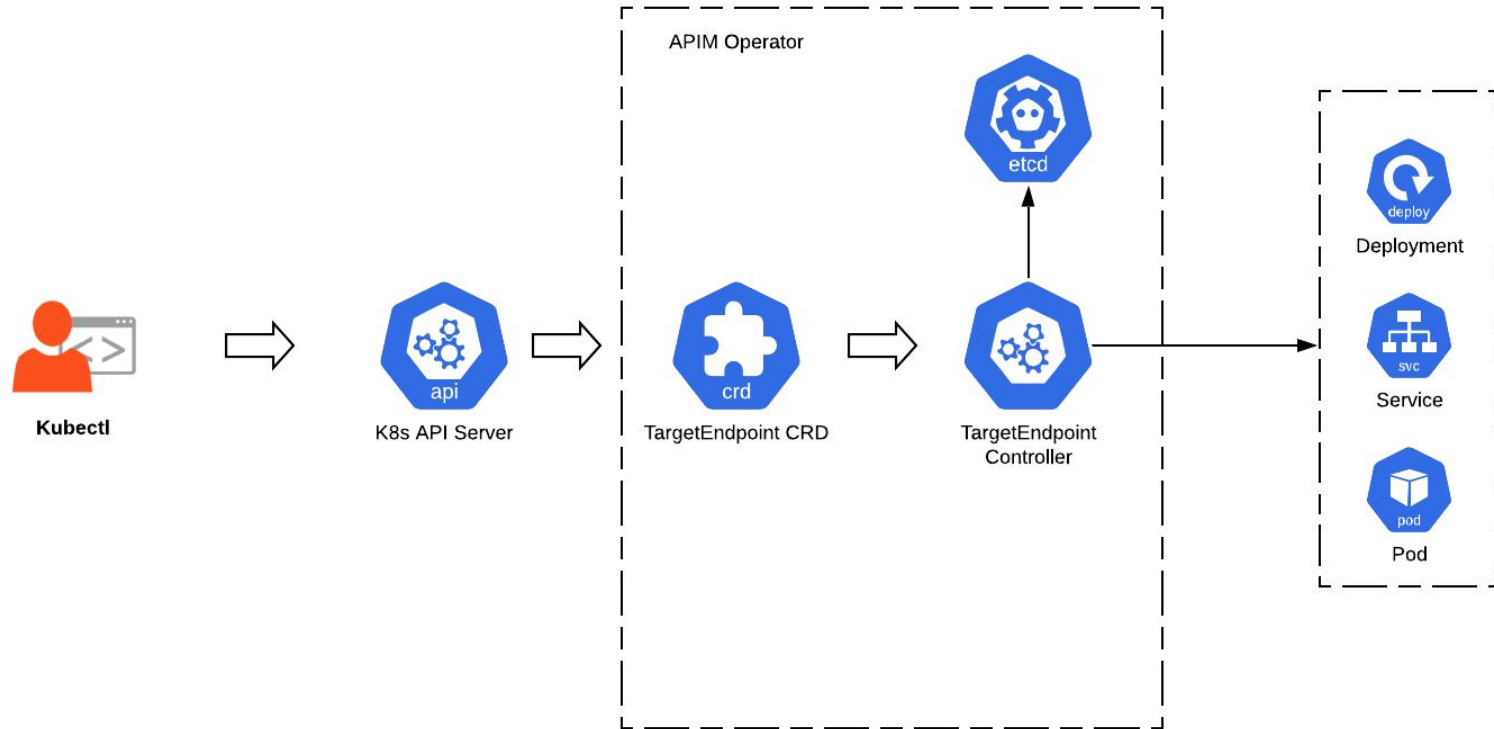 APIM Operator
etcd
deploy
Deployment
< >
api
crd
svc
Kubectl
K8s API Server
TargetEndpoint CRD
TargetEndpoint
Controller
Service
pod
Pod